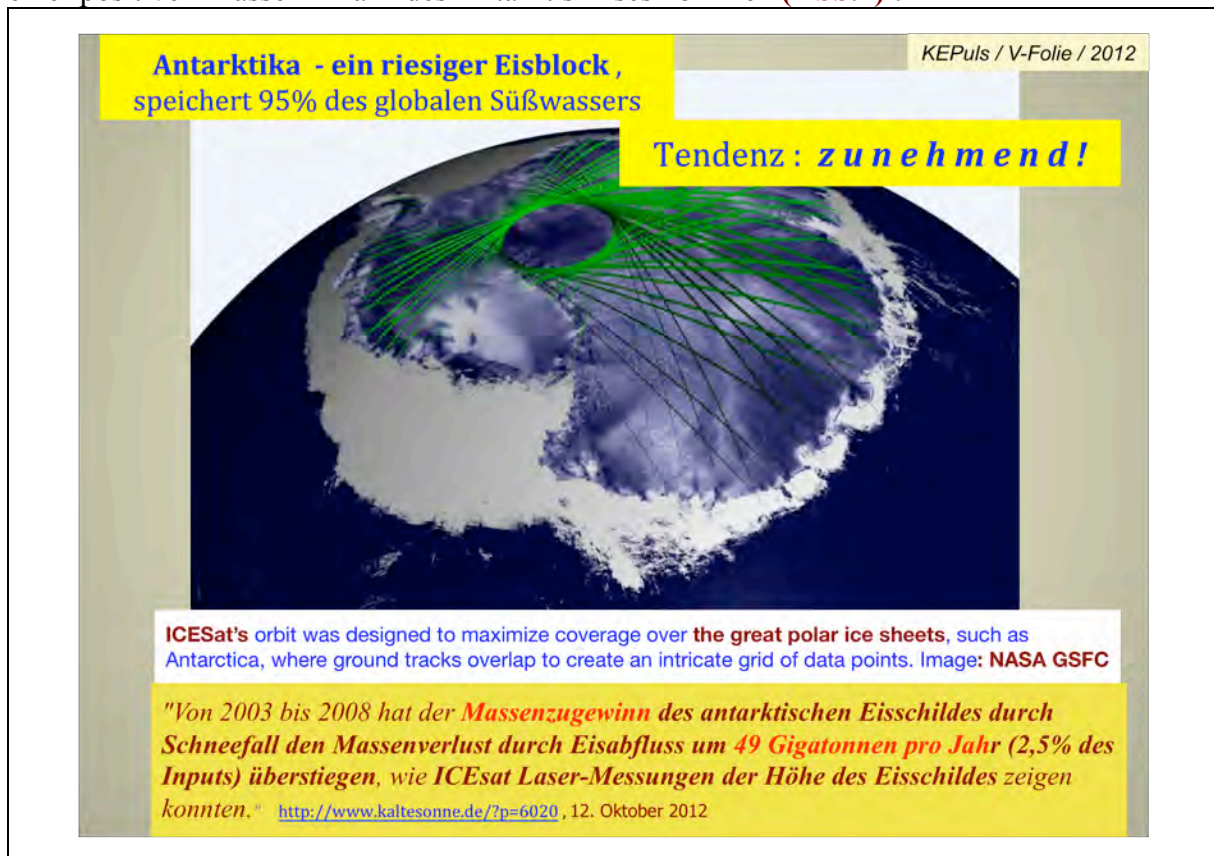 KEPuls / V-Folie / 2012
Antarktika - ein riesiger Eisblock ,
speichert 95% des globalen Süßwassers
Tendenz : z u n e h m e n d !
ICESat's orbit was designed to maximize coverage over the great polar ice sheets, such as
Antarctica, where ground tracks overlap to create an intricate grid of data points. Image: NASA GSFC
"Von 2003 bis 2008 hat der Massenzugewinn des antarktischen Eisschildes durch
Schneefall den Massenverlust durch Eisabfluss um 49 Gigatonnen pro Jahr (2,5% des
Inputs) überstiegen, wie ICEsat Laser-Messungen der Höhe des Eisschildes zeigen
konnten." http://www.kaltesonne.de/?p=6020 , 12. Oktober 2012